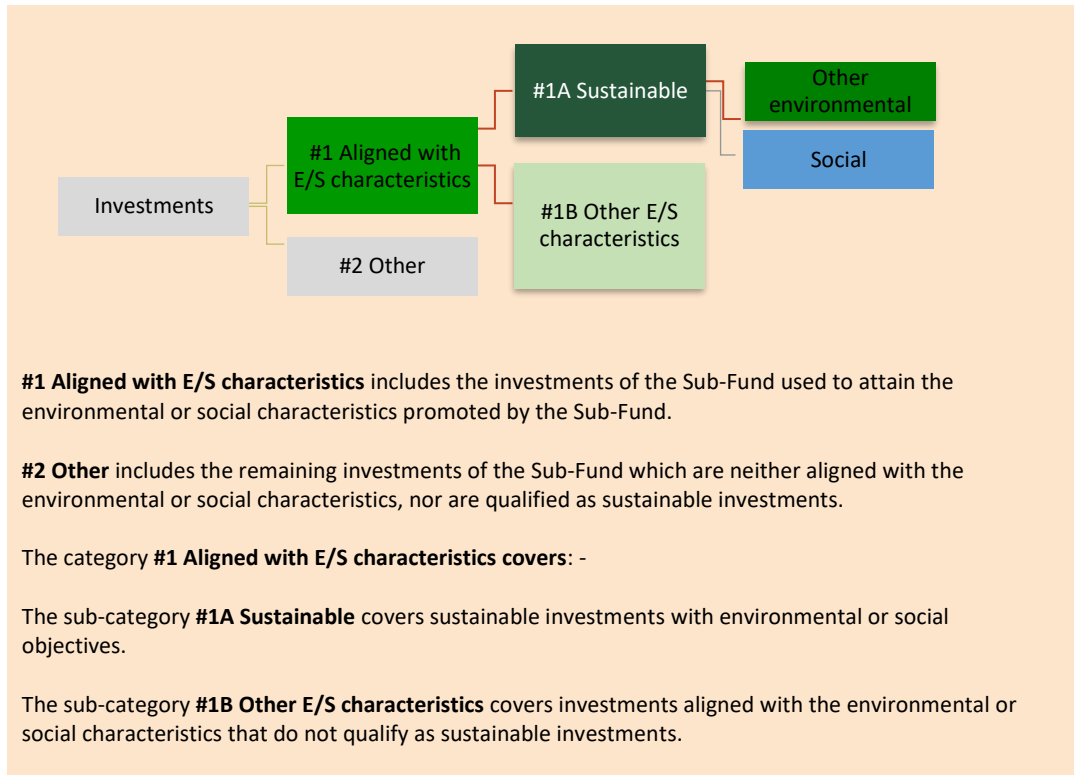 Investments
#1 Aligned with
E/S characteristics
#2 Other
#1A Sustainable
#1B Other E/S
characteristics
Other
environmental
Social
#1 Aligned with E/S characteristics includes the investments of the Sub-Fund used to attain the
environmental or social characteristics promoted by the Sub-Fund.
#2 Other includes the remaining investments of the Sub-Fund which are neither aligned with the
environmental or social characteristics, nor are qualified as sustainable investments.
The category #1 Aligned with E/S characteristics covers: -
The sub-category #1A Sustainable covers sustainable investments with environmental or social
objectives.
The sub-category #1B Other E/S characteristics covers investments aligned with the environmental or
social characteristics that do not qualify as sustainable investments.